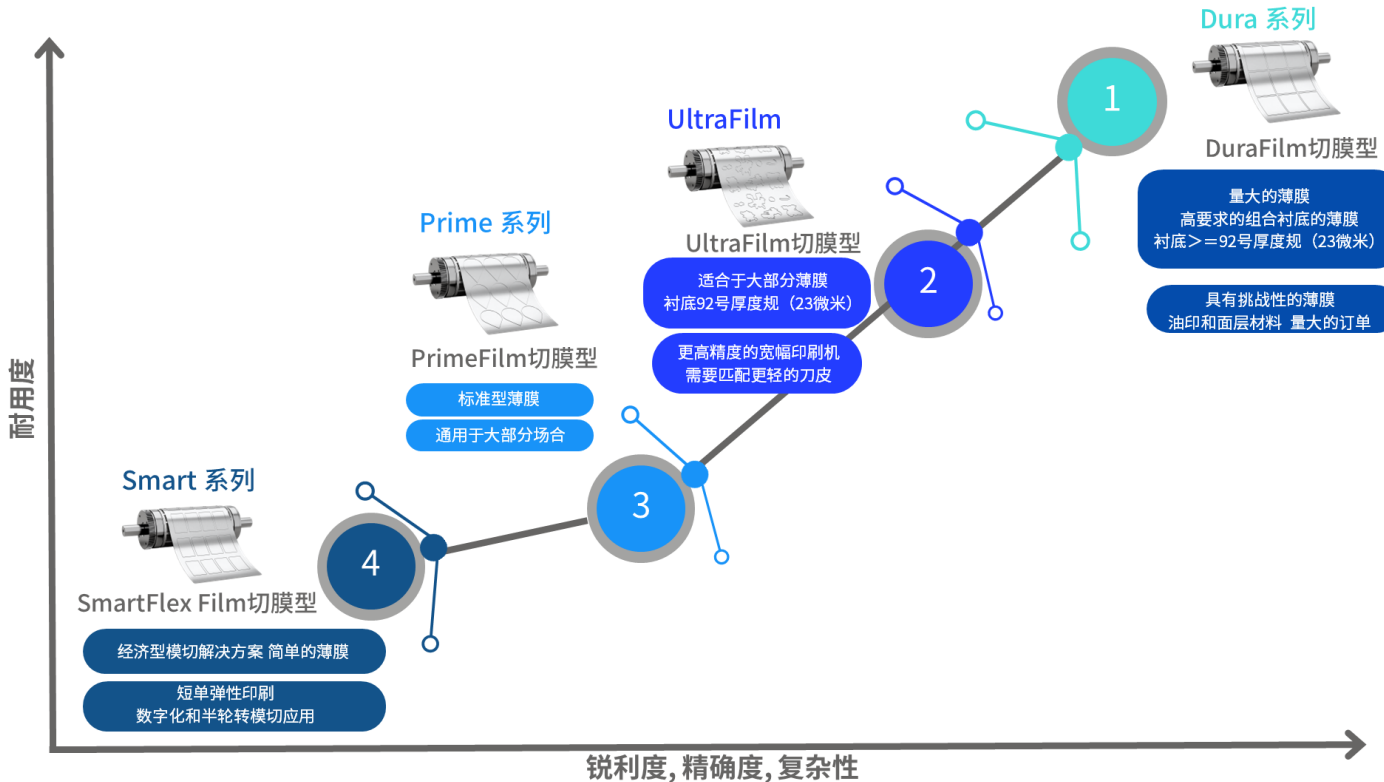 Dura 系列
1
DuraFilm切膜型
量大的薄膜
高要求的组合衬底的薄膜
衬底＞＝92号厚度规（23微米）
具有挑战性的薄膜
油印和面层材料 量大的订单
UltraFilm
UltraFilm切膜型
2
适合于大部分薄膜
衬底92号厚度规（23微米）
更高精度的宽幅印刷机
需要匹配更轻的刀皮
Prime 系列
PrimeFilm切膜型
标准型薄膜
通用于大部分场合
3
Smart 系列
4
SmartFlex Film切膜型
经济型模切解决方案 简单的薄膜
短单弹性印刷
数字化和半轮转模切应用
耐用度
锐利度, 精确度, 复杂性